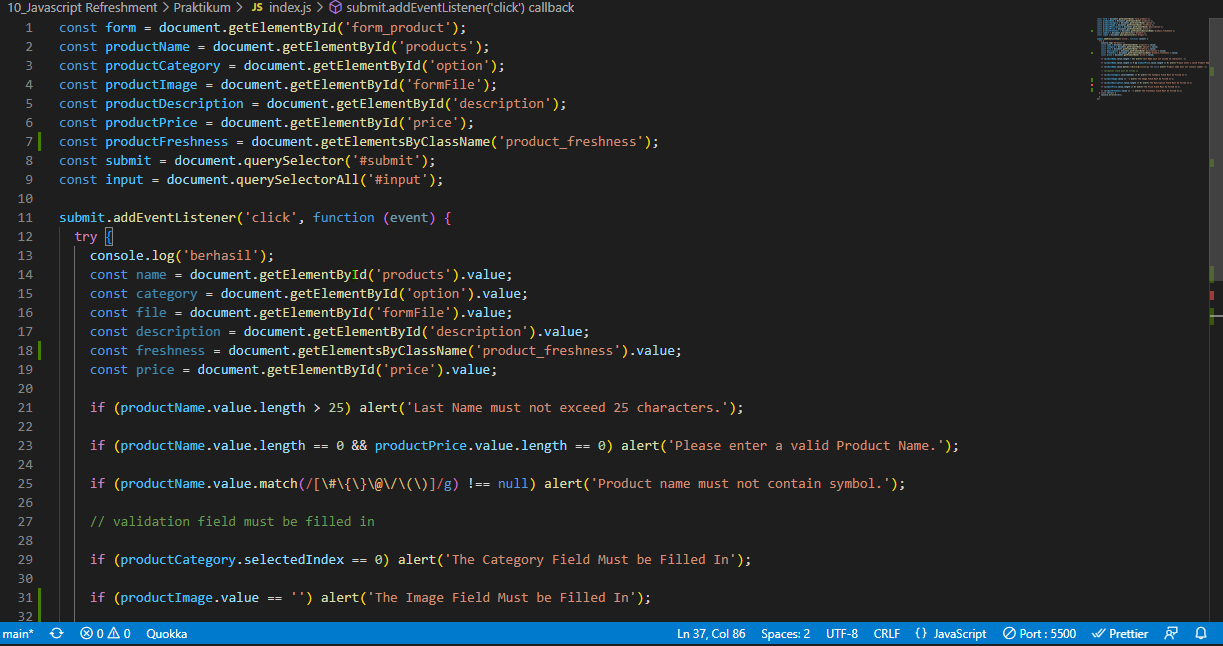 10_Javascript Refreshment > Praktikum > JS index.js > submit.addEventListener('click') callback
1 const form = document.getElementById('form_product');
2 const productName = document.getElementById('products');
3 const productCategory = document.getElementById('option');
4 const productImage = document.getElementById('formFile');
5 const productDescription = document.getElementById('description');
6 const productPrice = document.getElementById('price');
7 const productFreshness = document.getElementsByClassName('product_freshness');
8 const submit = document.querySelector('#submit');
9 const input = document.querySelectorAll('#input');
10
11 submit.addEventListener('click', function (event) {
12 try {
13 console.log('berhasil');
14 const name = document.getElementById('products').value;
15 const category = document.getElementById('option').value;
16 const file = document.getElementById('formFile').value;
17 const description = document.getElementById('description').value;
18 const freshness = document.getElementsByClassName('product_freshness').value;
19 const price = document.getElementById('price').value;
20
21 if (productName.value.length > 25) alert('Last Name must not exceed 25 characters.');
22
23 if (productName.value.length == 0 && productPrice.value.length == 0) alert('Please enter a valid Product Name.');
24
25 if (productName.value.match(/[\#\{\}\@\/\(\)]/g) !== null) alert('Product name must not contain symbol.');
26
27 // validation field must be filled in
28
29 if (productCategory.selectedIndex == 0) alert('The Category Field Must be Filled In');
30
31 if (productImage.value == '') alert('The Image Field Must be Filled In');
32
main* 0 0 Quokka Ln 37, Col 86 Spaces: 2 UTF-8 CRLF {} JavaScript Port : 5500 Prettier